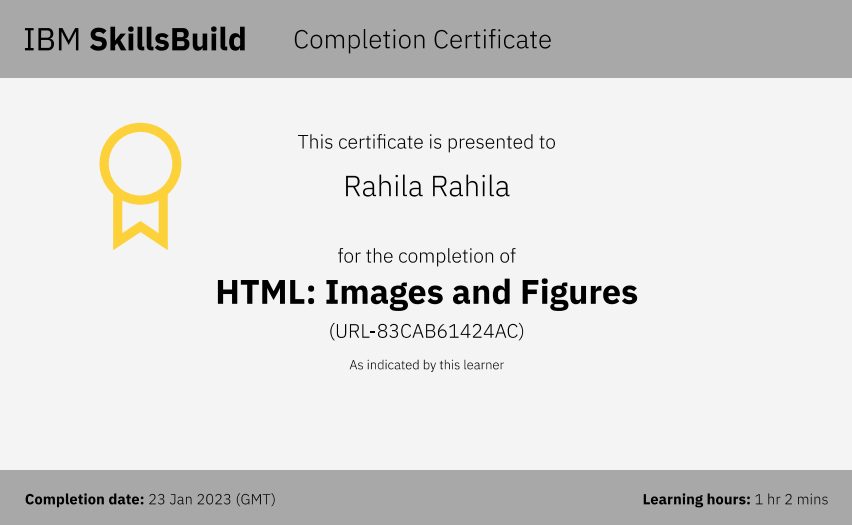 IBM SkillsBuild Completion Certificate
This certificate is presented to
Rahila Rahila
for the completion of
HTML: Images and Figures
(URL-83CAB61424AC)
As indicated by this learner
Completion date: 23 Jan 2023 (GMT) Learning hours: 1 hr 2 mins